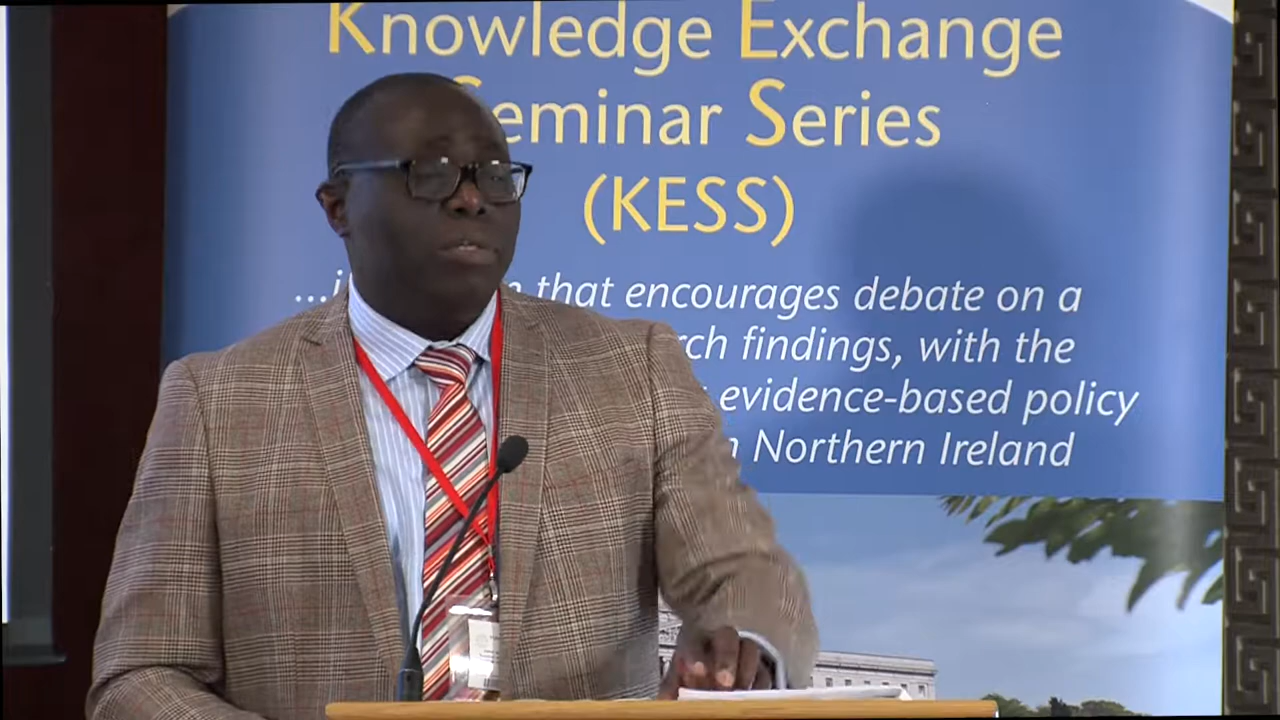 Knowledge Exchange
Seminar Series
(KESS)
... that encourages debate on a
findings, with the
evidence-based policy
Northern Ireland